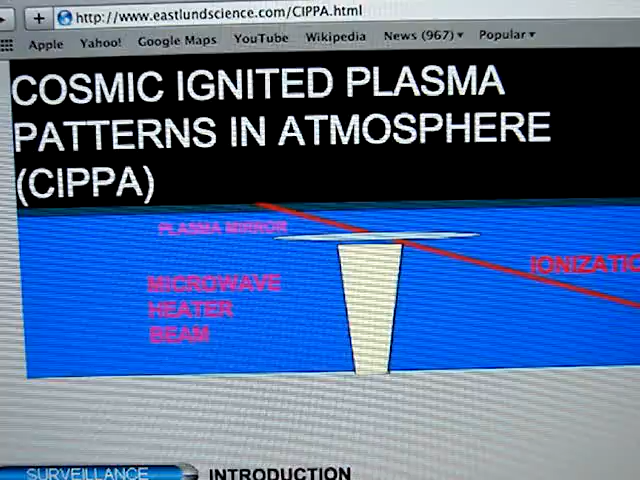 http://www.eastlundscience.com/CIPPA.html
Apple Yahoo! Google Maps YouTube Wikipedia News (967) Popular
COSMIC IGNITED PLASMA
PATTERNS IN ATMOSPHERE
(CIPPA)
PLASMA MIRROR
IONIZATIO
MICROWAVE
HEATER
BEAM
SURVEILLANCE
INTRODUCTION